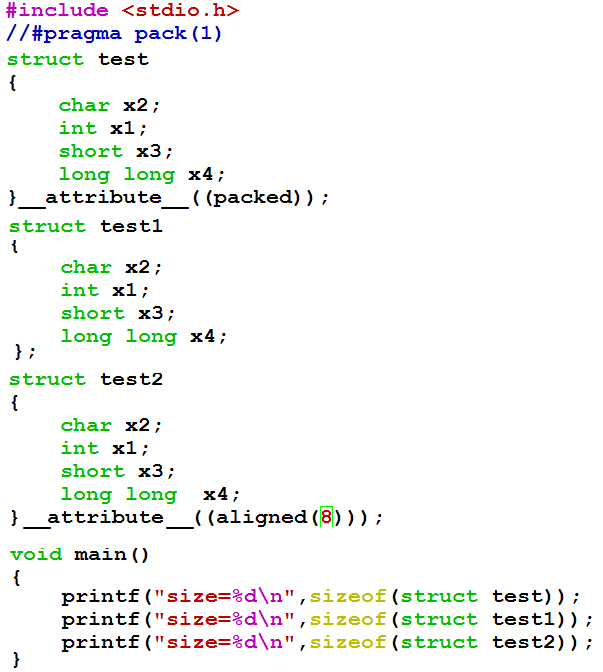 #include <stdio.h>
//#pragma pack(1)
struct test
{
    char x2;
    int x1;
    short x3;
    long long x4;
}__attribute__((packed));
struct test1
{
    char x2;
    int x1;
    short x3;
    long long x4;
};
struct test2
{
    char x2;
    int x1;
    short x3;
    long long  x4;
}__attribute__((aligned(8)));
void main()
{
    printf("size=%d\n",sizeof(struct test));
    printf("size=%d\n",sizeof(struct test1));
    printf("size=%d\n",sizeof(struct test2));
}